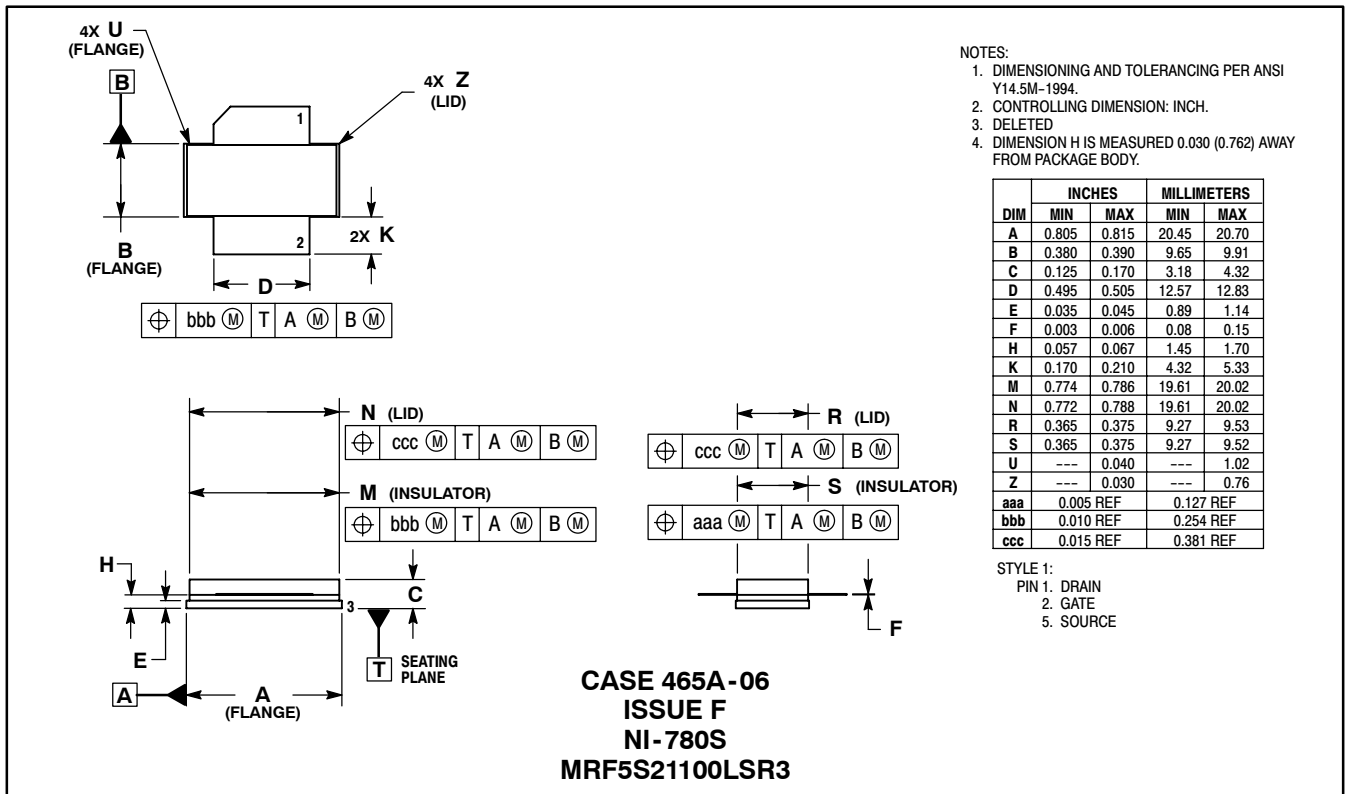 4X U
(FLANGE)
B
4X Z
(LID)
1
B
(FLANGE)
2X K
2
D
⌖ bbb Ⓜ T A Ⓜ B Ⓜ
N (LID)
⌖ ccc Ⓜ T A Ⓜ B Ⓜ
M (INSULATOR)
⌖ bbb Ⓜ T A Ⓜ B Ⓜ
H
C
3
E
T SEATING
PLANE
A
A
(FLANGE)
R (LID)
⌖ ccc Ⓜ T A Ⓜ B Ⓜ
S (INSULATOR)
⌖ aaa Ⓜ T A Ⓜ B Ⓜ
F
CASE 465A-06
ISSUE F
NI-780S
MRF5S21100LSR3
NOTES:
1. DIMENSIONING AND TOLERANCING PER ANSI
Y14.5M-1994.
2. CONTROLLING DIMENSION: INCH.
3. DELETED
4. DIMENSION H IS MEASURED 0.030 (0.762) AWAY
FROM PACKAGE BODY.
INCHES MILLIMETERS
DIM MIN MAX MIN MAX
A 0.805 0.815 20.45 20.70
B 0.380 0.390 9.65 9.91
C 0.125 0.170 3.18 4.32
D 0.495 0.505 12.57 12.83
E 0.035 0.045 0.89 1.14
F 0.003 0.006 0.08 0.15
H 0.057 0.067 1.45 1.70
K 0.170 0.210 4.32 5.33
M 0.774 0.786 19.61 20.02
N 0.772 0.788 19.61 20.02
R 0.365 0.375 9.27 9.53
S 0.365 0.375 9.27 9.52
U --- 0.040 --- 1.02
Z --- 0.030 --- 0.76
aaa 0.005 REF 0.127 REF
bbb 0.010 REF 0.254 REF
ccc 0.015 REF 0.381 REF
STYLE 1:
PIN 1. DRAIN
2. GATE
5. SOURCE